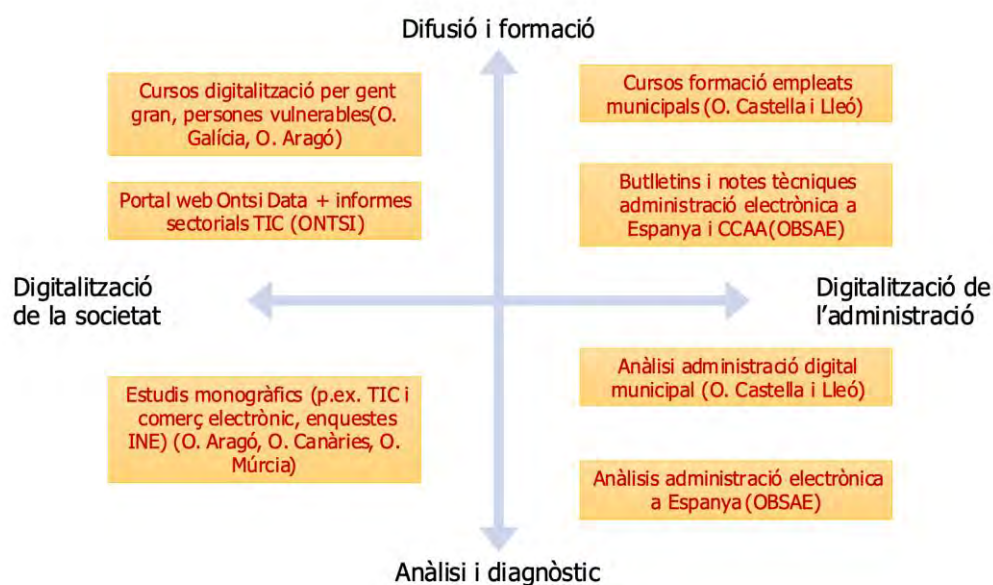 Difusió i formació
Cursos digitalització per gent
gran, persones vulnerables(O.
Galícia, O. Aragó)
Cursos formació empleats
municipals (O. Castella i Lleó)
Portal web Ontsi Data + informes
sectorials TIC (ONTSI)
Butlletins i notes tècniques
administració electrònica a
Espanya i CCAA(OBSAE)
Digitalització
de la societat
Digitalització de
l’administració
Estudis monogràfics (p.ex. TIC i
comerç electrònic, enquestes
INE) (O. Aragó, O. Canàries, O.
Múrcia)
Anàlisi administració digital
municipal (O. Castella i Lleó)
Anàlisis administració electrònica
a Espanya (OBSAE)
Anàlisi i diagnòstic